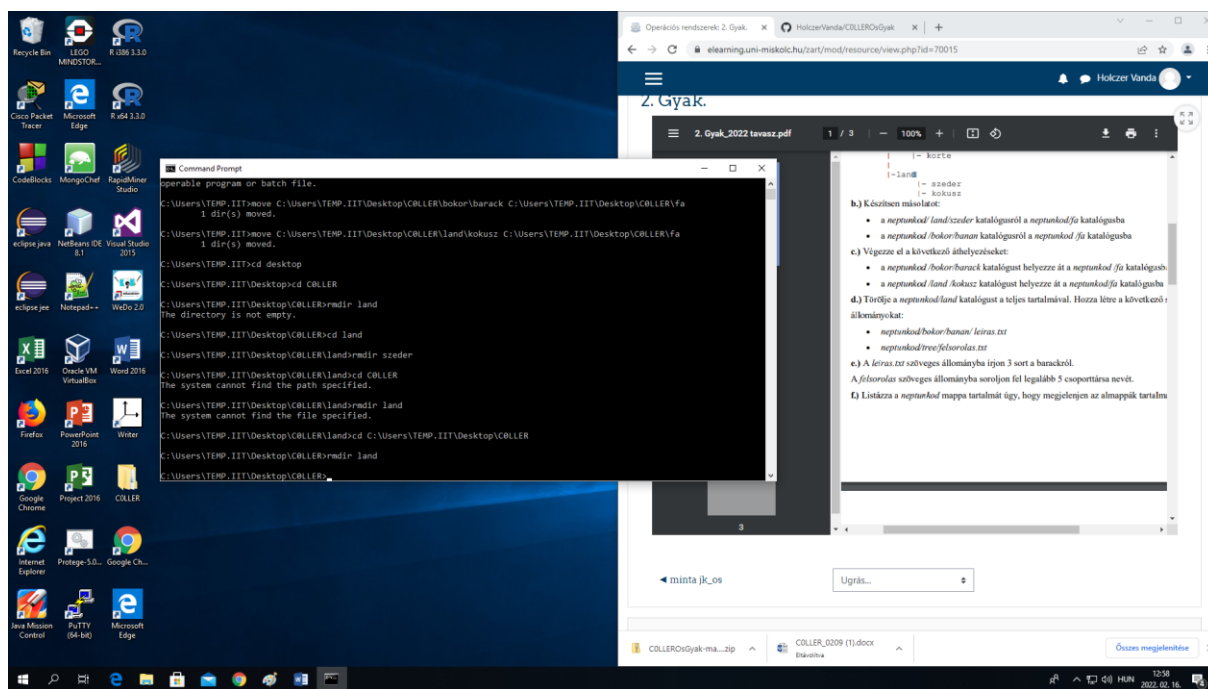 Recycle Bin
LEGO
MINDSTOR...
R i386 3.3.0
Cisco Packet
Tracer
Microsoft
Edge
R x64 3.3.0
CodeBlocks
MongoChef
RapidMiner
Studio
eclipse java
NetBeans IDE
8.1
Visual Studio
2015
eclipse jee
Notepad++
WeDo 2.0
Excel 2016
Oracle VM
VirtualBox
Word 2016
Firefox
PowerPoint
2016
Writer
Google
Chrome
Project 2016
C0LLER
Internet
Explorer
Protege-5.0...
Google Ch...
Java Mission
Control
PuTTY
(64-bit)
Microsoft
Edge
Command Prompt
operable program or batch file.
C:\Users\TEMP.IIT>move C:\Users\TEMP.IIT\Desktop\C0LLER\bokor\barack C:\Users\TEMP.IIT\Desktop\C0LLER\fa
1 dir(s) moved.
C:\Users\TEMP.IIT>move C:\Users\TEMP.IIT\Desktop\C0LLER\land\kokusz C:\Users\TEMP.IIT\Desktop\C0LLER\fa
1 dir(s) moved.
C:\Users\TEMP.IIT>cd desktop
C:\Users\TEMP.IIT\Desktop>cd C0LLER
C:\Users\TEMP.IIT\Desktop\C0LLER>rmdir land
The directory is not empty.
C:\Users\TEMP.IIT\Desktop\C0LLER>cd land
C:\Users\TEMP.IIT\Desktop\C0LLER\land>rmdir szeder
C:\Users\TEMP.IIT\Desktop\C0LLER\land>cd C0LLER
The system cannot find the path specified.
C:\Users\TEMP.IIT\Desktop\C0LLER\land>rmdir land
The system cannot find the file specified.
C:\Users\TEMP.IIT\Desktop\C0LLER\land>cd C:\Users\TEMP.IIT\Desktop\C0LLER
C:\Users\TEMP.IIT\Desktop\C0LLER>rmdir land
C:\Users\TEMP.IIT\Desktop\C0LLER>
Operációs rendszerek: 2. Gyak.
HolczerVanda/C0LLEROsGyak
elearning.uni-miskolc.hu/zart/mod/resource/view.php?id=70015
Holczer Vanda
2. Gyak.
2. Gyak_2022 tavasz.pdf
1 / 3
100%
|- korte
|-land
|- szeder
|- kokusz
b.) Készítsen másolatot:
• a neptunkod/ land/szeder katalógusról a neptunkod/fa katalógusba
• a neptunkod /bokor/banan katalógusról a neptunkod /fa katalógusba
c.) Végezze el a következő áthelyezéseket:
• a neptunkod /bokor/barack katalógust helyezze át a neptunkod /fa katalógusb
• a neptunkod /land /kokusz katalógust helyezze át a neptunkod/fa katalógusba
d.) Törölje a neptunkod/land katalógust a teljes tartalmával. Hozza létre a következő
állományokat:
• neptunkod/bokor/banan/ leiras.txt
• neptunkod/tree/felsorolas.txt
e.) A leiras.txt szöveges állományba írjon 3 sort a barackról.
A felsorolas szöveges állományba soroljon fel legalább 5 csoporttársa nevét.
f.) Listázza a neptunkod mappa tartalmát úgy, hogy megjelenjen az almappák tartalm
3
◄ minta jk_os
Ugrás...
C0LLEROsGyak-ma....zip
C0LLER_0209 (1).docx
Eltávolítva
Összes megjelenítése
HUN
12:58
2022. 02. 16.